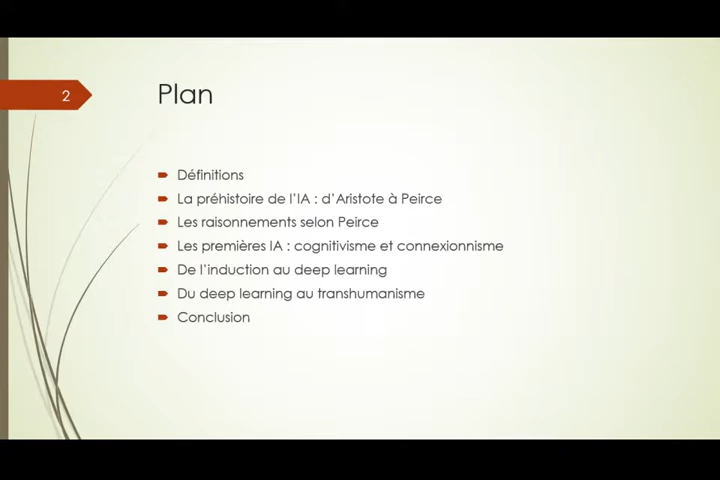 2
Plan
Définitions
La préhistoire de l'IA : d'Aristote à Peirce
Les raisonnements selon Peirce
Les premières IA : cognitivisme et connexionnisme
De l'induction au deep learning
Du deep learning au transhumanisme
Conclusion